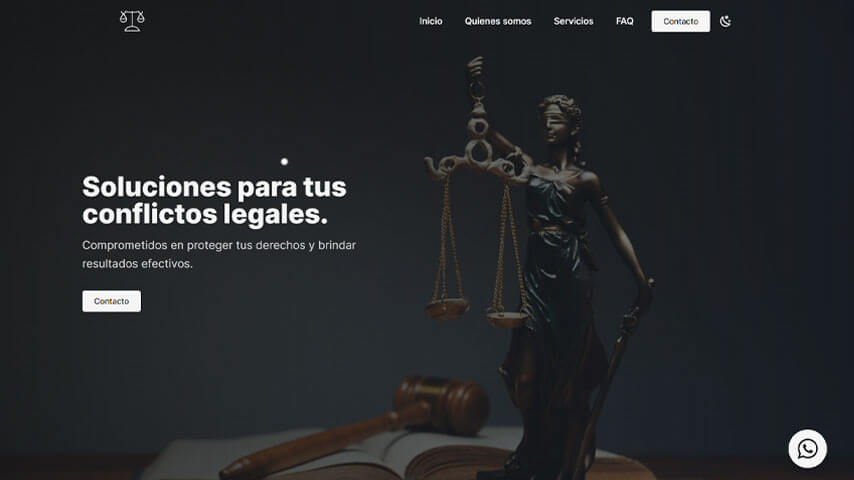 Inicio
Quienes somos
Servicios
FAQ
Contacto
Soluciones para tus
conflictos legales.
Comprometidos en proteger tus derechos y brindar
resultados efectivos.
Contacto